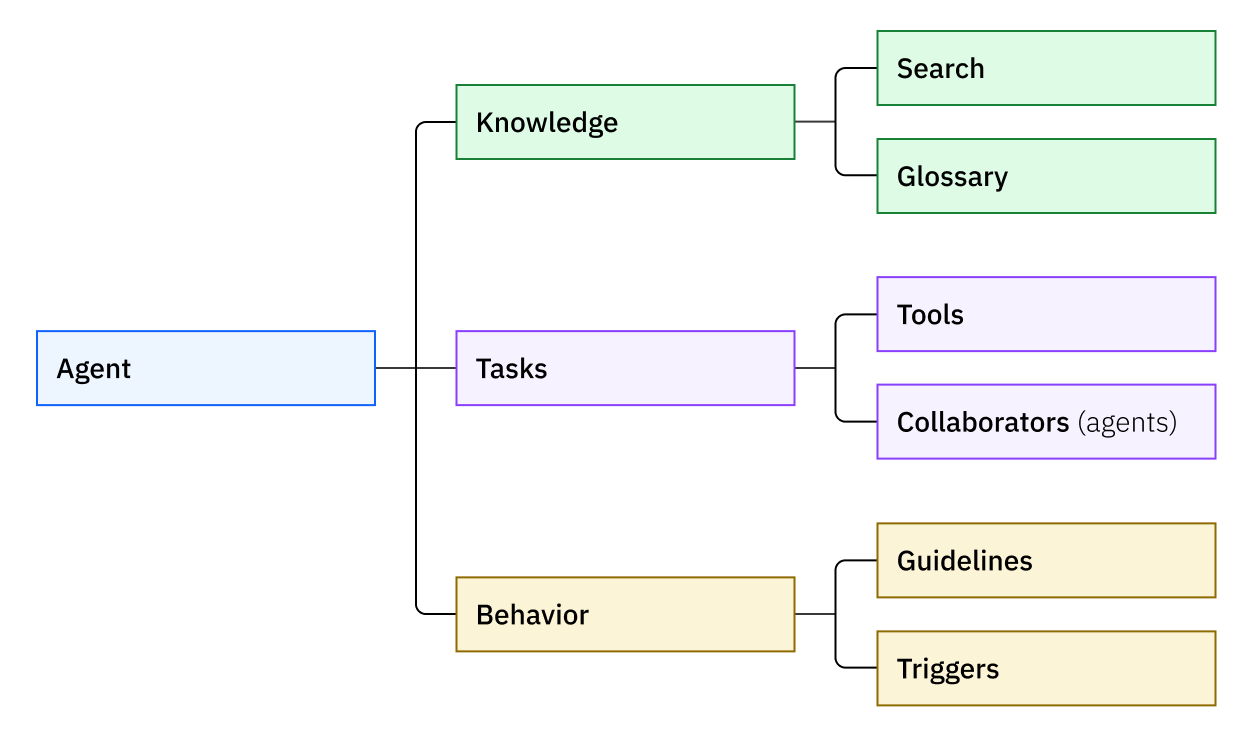 Search
Knowledge
Glossary
Tools
Agent
Tasks
Collaborators (agents)
Guidelines
Behavior
Triggers